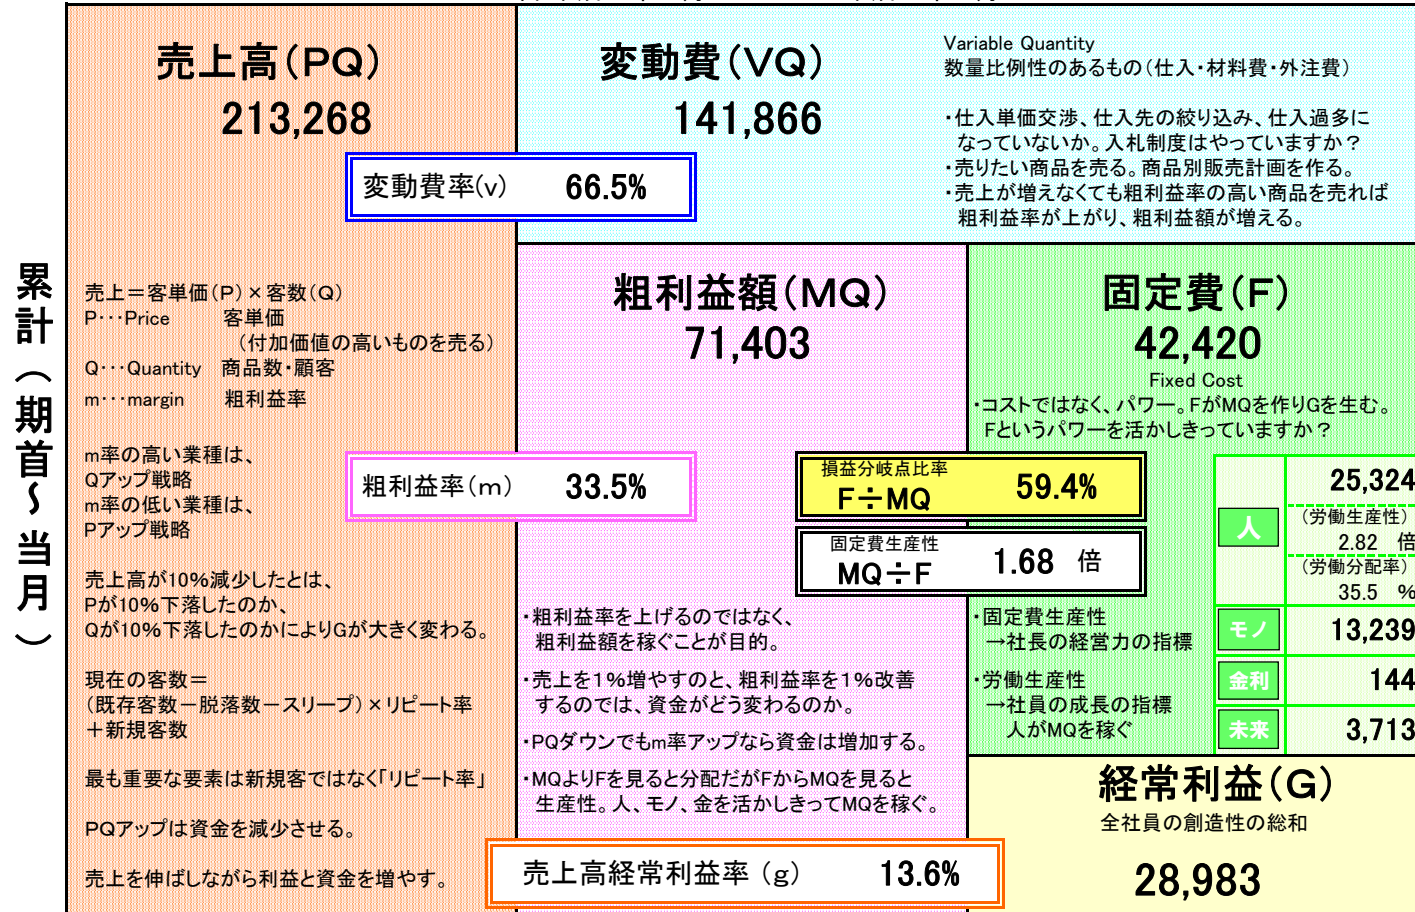 累計（期首～当月）
売上高（PQ）
213,268
変動費率(v) 66.5%
売上＝客単価(P)×客数(Q)
P･･･Price 客単価
（付加価値の高いものを売る）
Q･･･Quantity 商品数・顧客
m･･･margin 粗利益率
m率の高い業種は、
Qアップ戦略
m率の低い業種は、
Pアップ戦略
売上高が10%減少したとは、
Pが10%下落したのか、
Qが10%下落したのかによりGが大きく変わる。
現在の客数＝
(既存客数－脱落数－スリープ)×リピート率
＋新規客数
最も重要な要素は新規客ではなく「リピート率」
PQアップは資金を減少させる。
売上を伸ばしながら利益と資金を増やす。
変動費（VQ）
141,866
Variable Quantity
数量比例性のあるもの（仕入・材料費・外注費）
・仕入単価交渉、仕入先の絞り込み、仕入過多に
なっていないか。入札制度はやっていますか？
・売りたい商品を売る。商品別販売計画を作る。
・売上が増えなくても粗利益率の高い商品を売れば
粗利益率が上がり、粗利益額が増える。
粗利益額（MQ）
71,403
粗利益率（m） 33.5%
・粗利益率を上げるのではなく、
粗利益額を稼ぐことが目的。
・売上を１％増やすのと、粗利益率を１％改善
するのでは、資金がどう変わるのか。
・PQダウンでもm率アップなら資金は増加する。
・MQよりFを見ると分配だがFからMQを見ると
生産性。人、モノ、金を活かしきってMQを稼ぐ。
固定費（F）
42,420
Fixed Cost
・コストではなく、パワー。FがMQを作りGを生む。
Fというパワーを活かしきっていますか？
損益分岐点比率
F÷MQ 59.4%
固定費生産性
MQ÷F 1.68 倍
・固定費生産性
→社長の経営力の指標
・労働生産性
→社員の成長の指標
人がMQを稼ぐ
人 25,324
（労働生産性）
2.82 倍
（労働分配率）
35.5 %
モノ 13,239
金利 144
未来 3,713
経常利益（G）
全社員の創造性の総和
28,983
売上高経常利益率（g） 13.6%